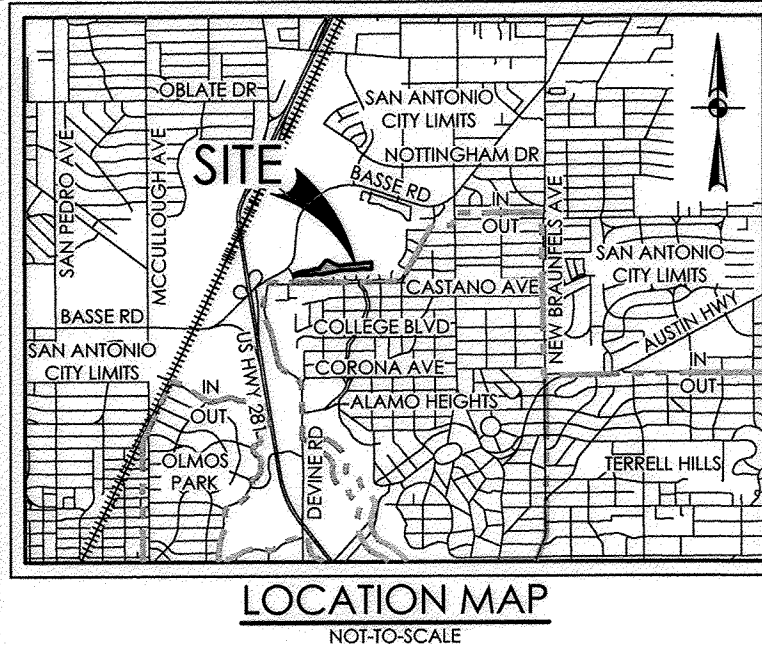 OBLATE DR
SAN ANTONIO
CITY LIMITS
NOTTINGHAM DR
SITE
BASSE RD
SAN PEDRO AVE
MCCULLOUGH AVE
IN
OUT
NEW BRAUNFELS AVE
SAN ANTONIO
CITY LIMITS
CASTANO AVE
BASSE RD
COLLEGE BLVD
AUSTIN HWY
SAN ANTONIO
CITY LIMITS
US HWY 281
CORONA AVE
IN
OUT
IN
OUT
ALAMO HEIGHTS
OLMOS
PARK
DEVINE RD
TERRELL HILLS
LOCATION MAP
NOT-TO-SCALE